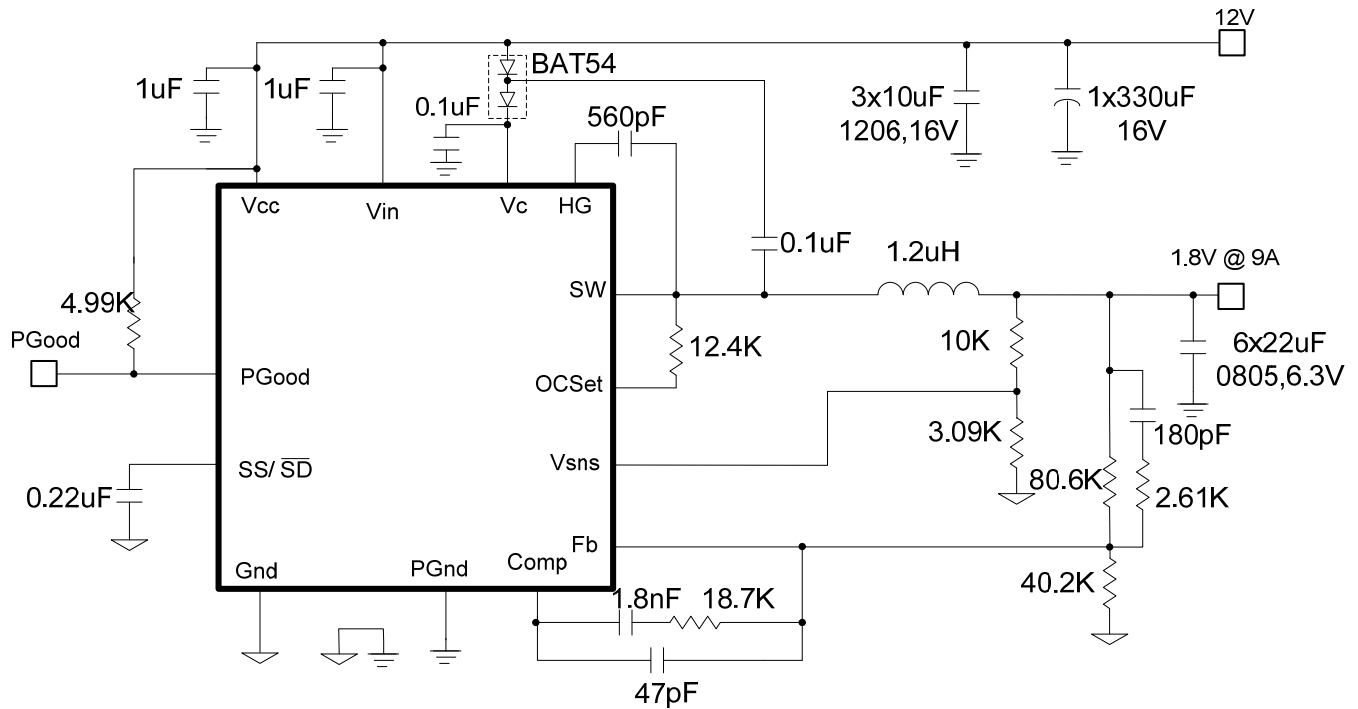 12V
BAT54
1uF
1uF
0.1uF
560pF
3x10uF
1206,16V
1x330uF
16V
Vcc
Vin
Vc
HG
0.1uF
1.2uH
1.8V @ 9A
SW
4.99K
PGood
12.4K
10K
6x22uF
0805,6.3V
PGood
OCSet
3.09K
180pF
SS/ SD
Vsns
0.22uF
80.6K
2.61K
Fb
Comp
Gnd
PGnd
40.2K
1.8nF
18.7K
47pF